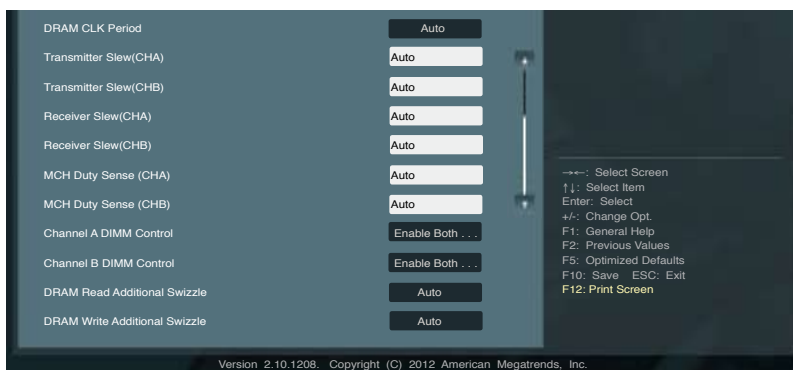 DRAM CLK Period Auto
Transmitter Slew(CHA) Auto
Transmitter Slew(CHB) Auto
Receiver Slew(CHA) Auto
Receiver Slew(CHB) Auto
MCH Duty Sense (CHA) Auto
MCH Duty Sense (CHB) Auto
Channel A DIMM Control Enable Both . . .
Channel B DIMM Control Enable Both . . .
DRAM Read Additional Swizzle Auto
DRAM Write Additional Swizzle Auto
→←: Select Screen
↑↓: Select Item
Enter: Select
+/-: Change Opt.
F1: General Help
F2: Previous Values
F5: Optimized Defaults
F10: Save ESC: Exit
F12: Print Screen
Version 2.10.1208. Copyright (C) 2012 American Megatrends, Inc.